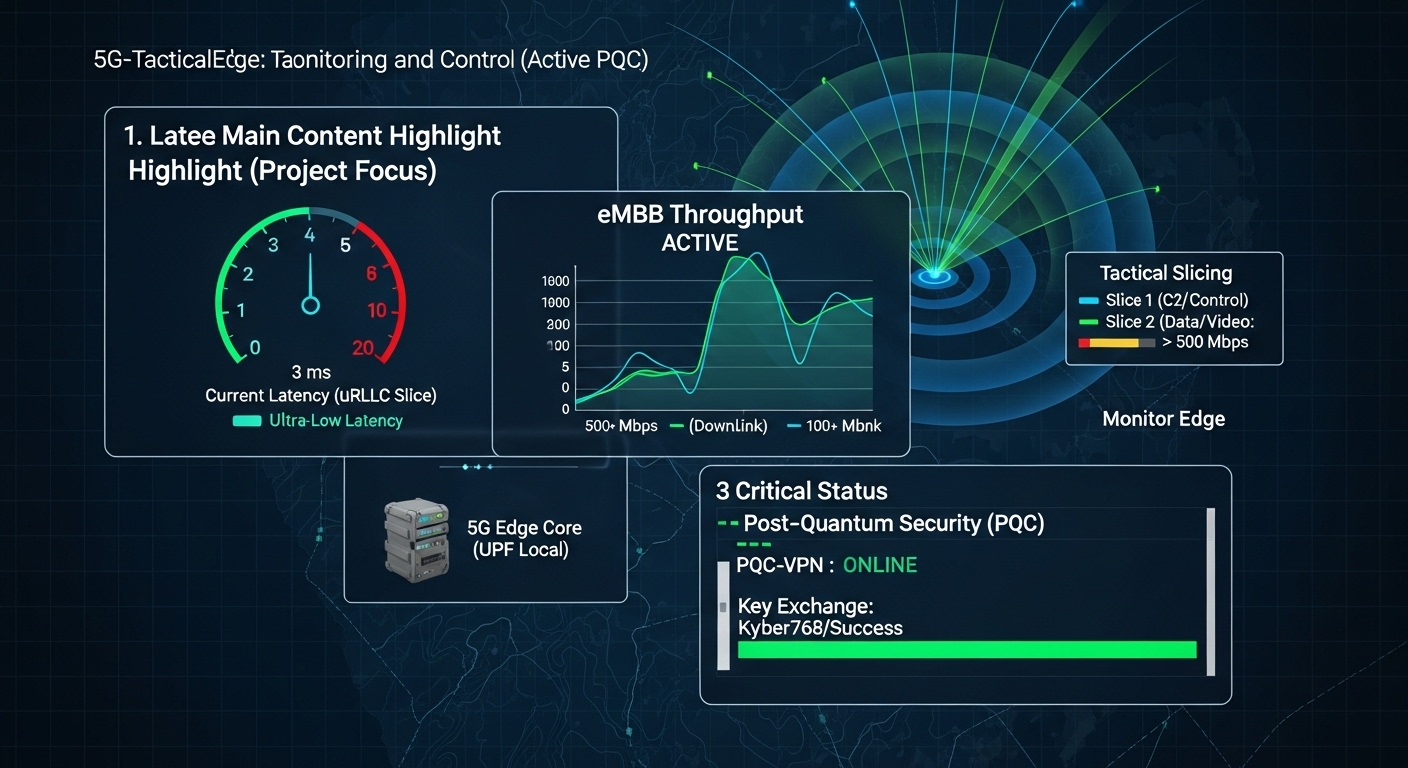 5G-TacticalEdge: Taonitoring and Control (Active PQC)
1. Latee Main Content Highlight
Highlight (Project Focus)
0
1
2
3
4
5
6
10
20
3 ms
Current Latency (uRLLC Slice)
Ultra-Low Latency
eMBB Throughput
ACTIVE
1600
1900
200
100
5
0
0
500+ Mbps
(Downlink)
100+ Mbnk
Tactical Slicing
Slice 1 (C2/Control)
Slice 2 (Data/Video:
> 500 Mbps
Monitor Edge
5G Edge Core
(UPF Local)
3 Critical Status
Post-Quantum Security (PQC)
PQC-VPN : ONLINE
Key Exchange:
Kyber768/Success